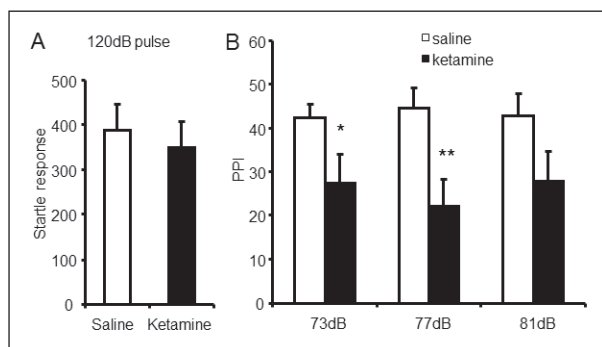 A 120dB pulse
Startle response
500
400
300
200
100
0
Saline Ketamine
B
saline
ketamine
PPI
60
50
40
30
20
10
0
*
**
73dB 77dB 81dB